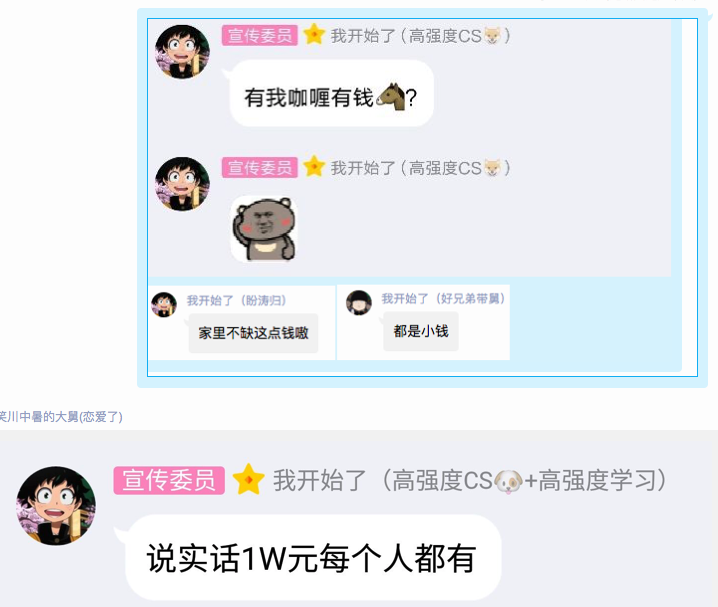 宣传委员 我开始了(高强度CS🐶)
有我咖喱有钱🐴?
宣传委员 我开始了(高强度CS🐶)
我开始了(盼涛归)
家里不缺这点钱嗷
我开始了(好兄弟带舅)
都是小钱
笑川中暑的大舅(恋爱了)
宣传委员 我开始了(高强度CS🐶+高强度学习)
说实话1W元每个人都有